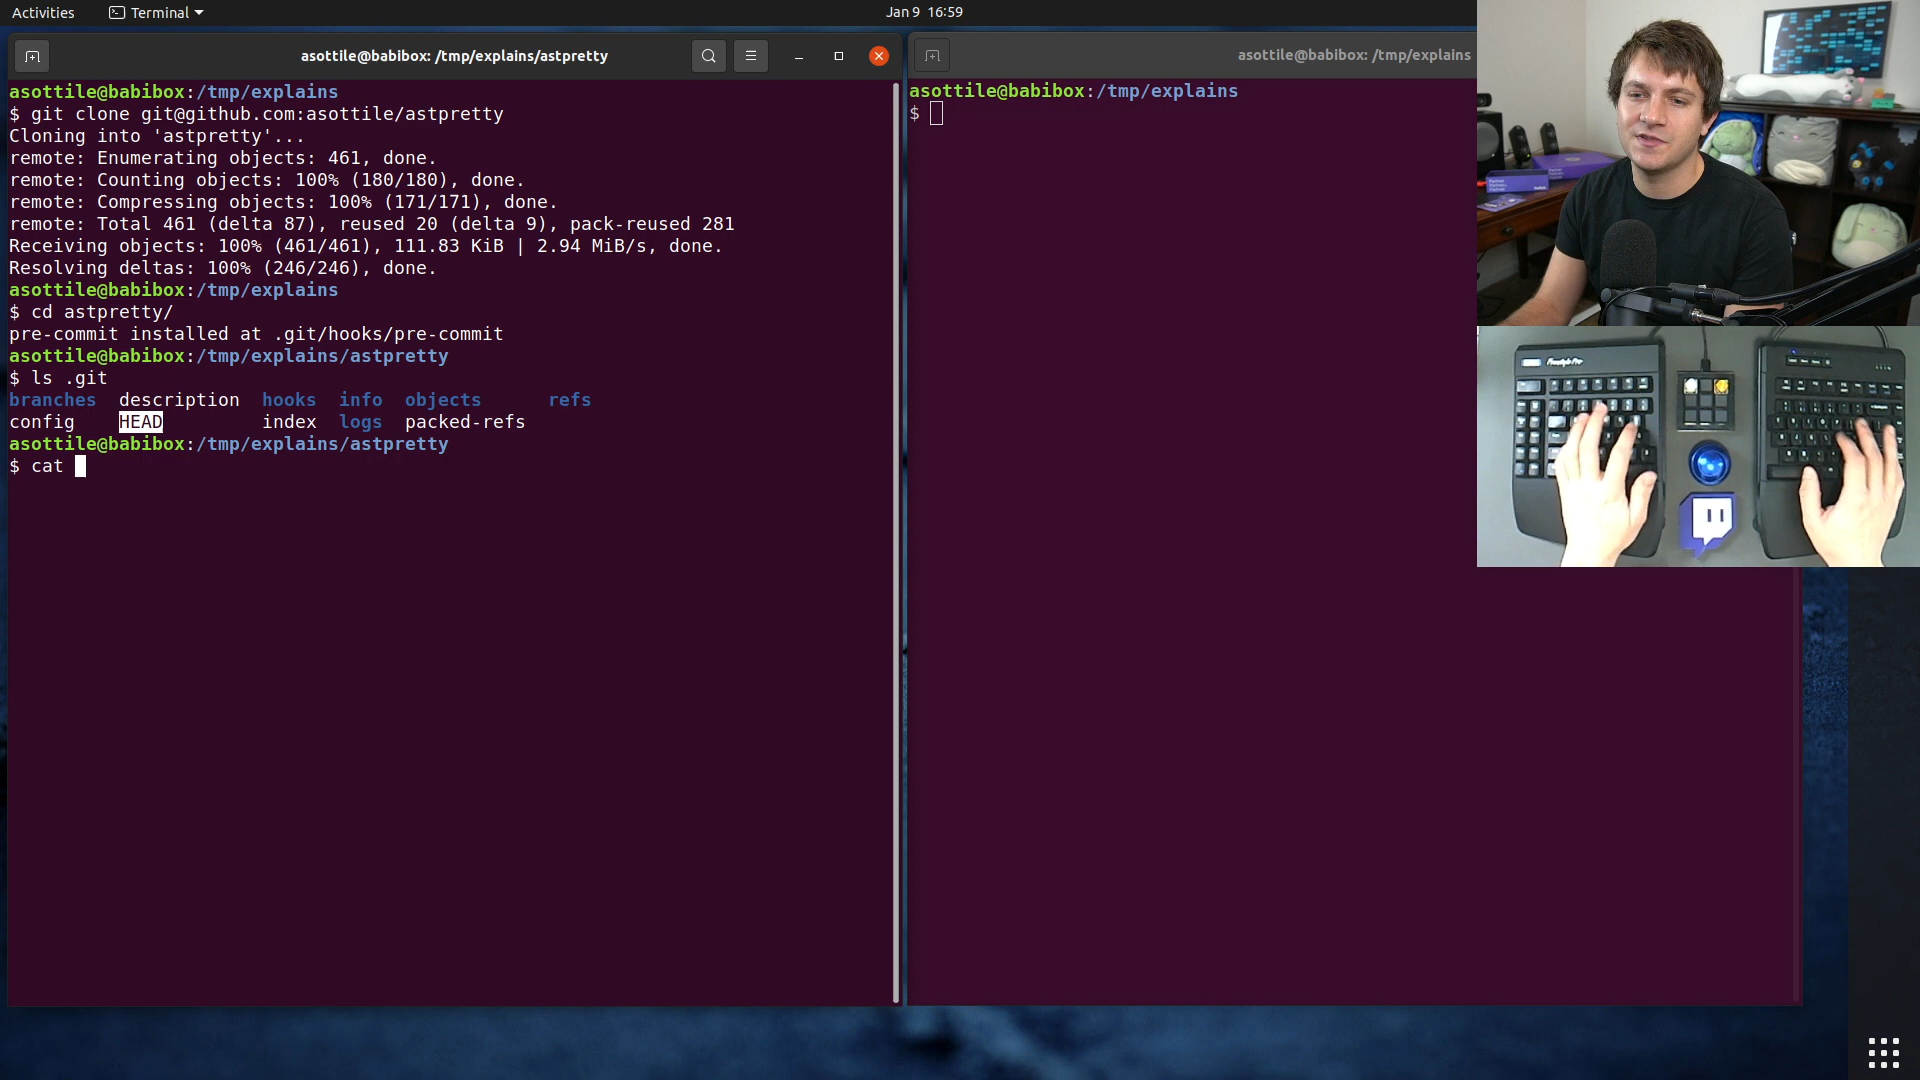 Activities
Terminal
Jan 9 16:59
asottile@babibox: /tmp/explains/astpretty
asottile@babibox:/tmp/explains
$ git clone git@github.com:asottile/astpretty
Cloning into 'astpretty'...
remote: Enumerating objects: 461, done.
remote: Counting objects: 100% (180/180), done.
remote: Compressing objects: 100% (171/171), done.
remote: Total 461 (delta 87), reused 20 (delta 9), pack-reused 281
Receiving objects: 100% (461/461), 111.83 KiB | 2.94 MiB/s, done.
Resolving deltas: 100% (246/246), done.
asottile@babibox:/tmp/explains
$ cd astpretty/
pre-commit installed at .git/hooks/pre-commit
asottile@babibox:/tmp/explains/astpretty
$ ls .git
branches description hooks info objects refs
config HEAD index logs packed-refs
asottile@babibox:/tmp/explains/astpretty
$ cat
asottile@babibox: /tmp/explains
asottile@babibox:/tmp/explains
$
Freestyle Pro